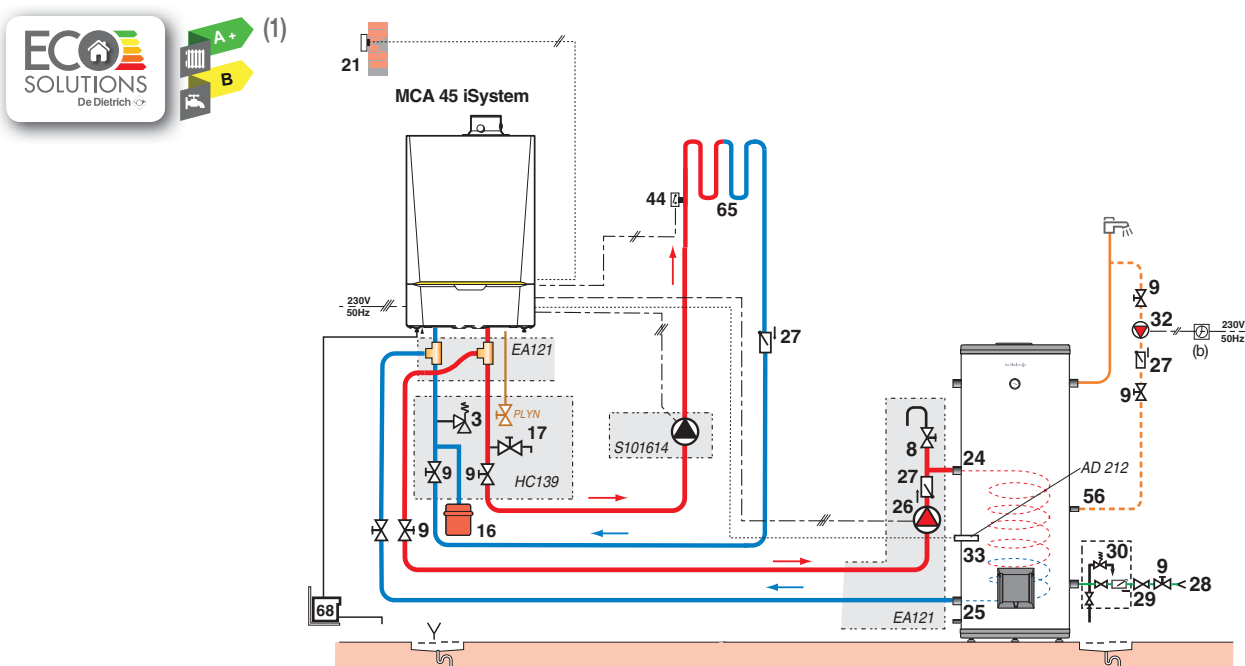 ECO
SOLUTIONS
De Dietrich
A+
B
(1)
21
MCA 45 iSystem
44
65
230V
50Hz
EA121
27
3
PLYN
17
9
9
HC139
16
9
S101614
8
27
26
24
AD 212
33
25
EA121
56
9
32
(b)
230V
50Hz
27
9
30
9
28
29
68